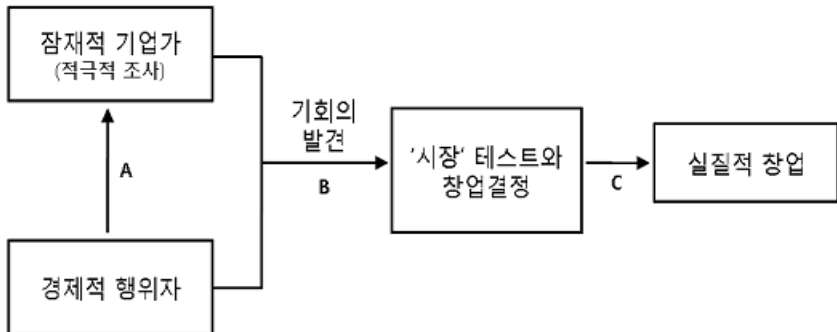 잠재적 기업가
(적극적 조사)
A
경제적 행위자
기회의
발견
B
‘시장‘ 테스트와
창업결정
C
실질적 창업